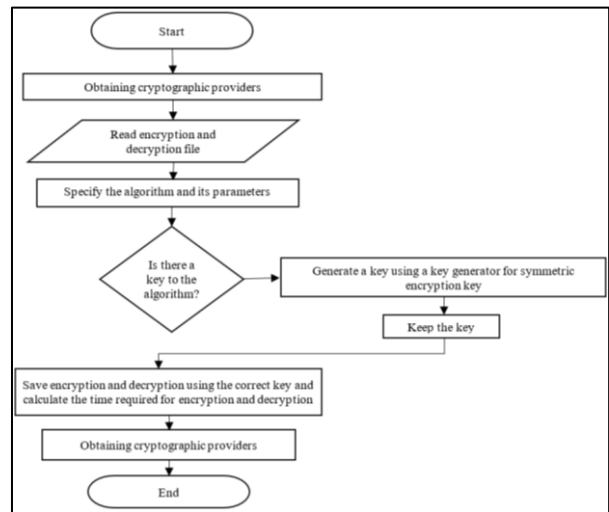 Start
Obtaining cryptographic providers
Read encryption and
decryption file
Specify the algorithm and its parameters
Is there a
key to the
algorithm?
Generate a key using a key generator for symmetric
encryption key
Keep the key
Save encryption and decryption using the correct key and
calculate the time required for encryption and decryption
Obtaining cryptographic providers
End